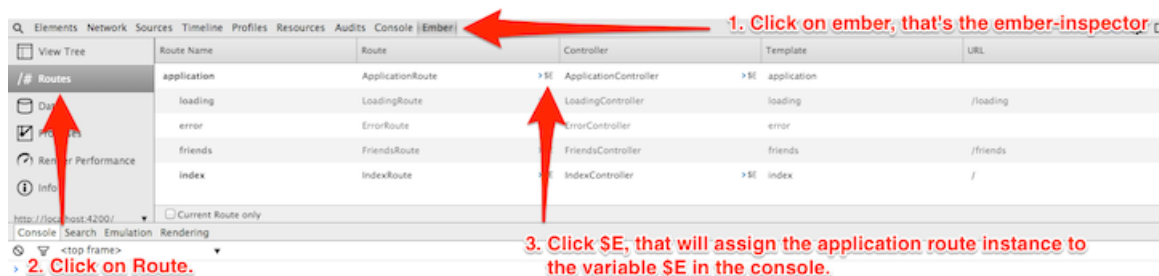 Elements Network Sources Timeline Profiles Resources Audits Console Ember
1. Click on ember, that's the ember-inspector
View Tree
Route Name Route Controller Template URL
/# Routes
application ApplicationRoute >$E ApplicationController >$E application
loading LoadingRoute LoadingController loading /loading
error ErrorRoute ErrorController error
friends FriendsRoute FriendsController friends /friends
Render Performance
index IndexRoute IndexController >$E index /
Info
http://localhost:4200/
Current Route only
Console Search Emulation Rendering
<top frame>
2. Click on Route.
3. Click $E, that will assign the application route instance to
the variable $E in the console.